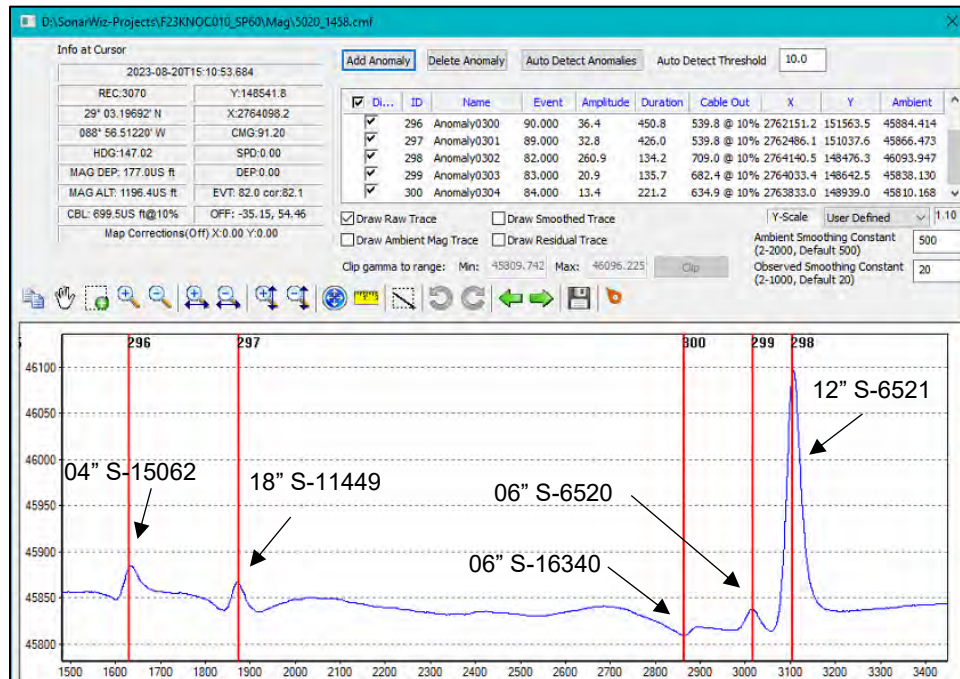 D:\SonarWiz-Projects\F23KNOC010_SP60\Mag\5020_1458.cmf
Info at Cursor
2023-08-20T15:10:53.684
REC:3070 Y:148541.8
29° 03.19692' N X:2764098.2
088° 56.51220' W CMG:91.20
HDG:147.02 SPD:0.00
MAG DEP: 177.0US ft DEP:0.00
MAG ALT: 1196.4US ft EVT: 82.0 cor:82.1
CBL: 699.5US ft@10% OFF: -35.15, 54.46
Map Corrections(Off) X:0.00 Y:0.00
Add Anomaly Delete Anomaly Auto Detect Anomalies Auto Detect Threshold 10.0
Di... ID Name Event Amplitude Duration Cable Out X Y Ambient
296 Anomaly0300 90.000 36.4 450.8 539.8 @ 10% 2762151.2 151563.5 45884.414
297 Anomaly0301 89.000 32.8 426.0 539.8 @ 10% 2762486.1 151037.6 45866.473
298 Anomaly0302 82.000 260.9 134.2 709.0 @ 10% 2764140.5 148476.3 46093.947
299 Anomaly0303 83.000 20.9 135.7 682.4 @ 10% 2764033.4 148642.5 45838.130
300 Anomaly0304 84.000 13.4 221.2 634.9 @ 10% 2763833.0 148939.0 45810.168
Draw Raw Trace Draw Smoothed Trace Y-Scale User Defined 1.10
Draw Ambient Mag Trace Draw Residual Trace
Ambient Smoothing Constant
(2-2000, Default 500) 500
Clip gamma to range: Min: 45809.742 Max: 46096.225 Clip
Observed Smoothing Constant
(2-1000, Default 20) 20
296 297 300 299 298
46100
46050
46000
45950
45900
45850
45800
12” S-6521
04” S-15062
18” S-11449
06” S-6520
06” S-16340
1500 1600 1700 1800 1900 2000 2100 2200 2300 2400 2500 2600 2700 2800 2900 3000 3100 3200 3300 3400